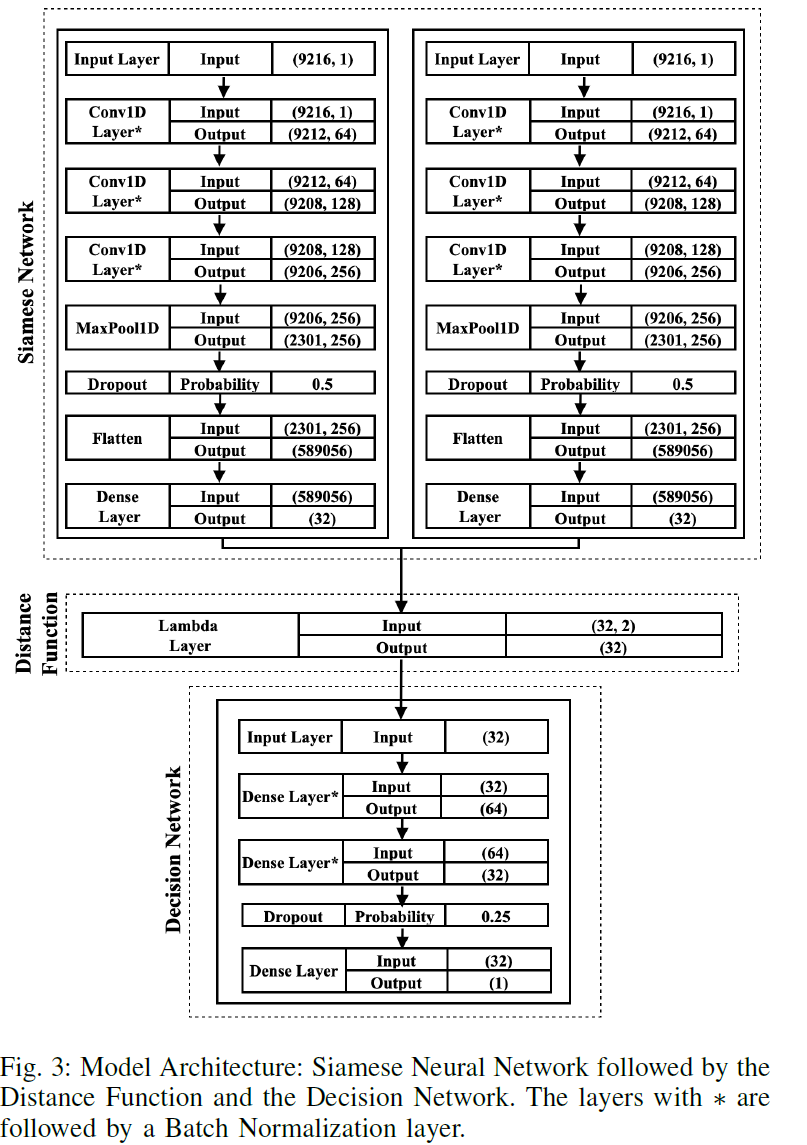 Siamese Network
Input Layer Input (9216, 1)
Conv1D Layer* Input (9216, 1)
Output (9212, 64)
Conv1D Layer* Input (9212, 64)
Output (9208, 128)
Conv1D Layer* Input (9208, 128)
Output (9206, 256)
MaxPool1D Input (9206, 256)
Output (2301, 256)
Dropout Probability 0.5
Flatten Input (2301, 256)
Output (589056)
Dense Layer Input (589056)
Output (32)
Input Layer Input (9216, 1)
Conv1D Layer* Input (9216, 1)
Output (9212, 64)
Conv1D Layer* Input (9212, 64)
Output (9208, 128)
Conv1D Layer* Input (9208, 128)
Output (9206, 256)
MaxPool1D Input (9206, 256)
Output (2301, 256)
Dropout Probability 0.5
Flatten Input (2301, 256)
Output (589056)
Dense Layer Input (589056)
Output (32)
Distance
Function
Lambda Layer Input (32, 2)
Output (32)
Decision Network
Input Layer Input (32)
Dense Layer* Input (32)
Output (64)
Dense Layer* Input (64)
Output (32)
Dropout Probability 0.25
Dense Layer Input (32)
Output (1)
Fig. 3: Model Architecture: Siamese Neural Network followed by the
Distance Function and the Decision Network. The layers with * are
followed by a Batch Normalization layer.